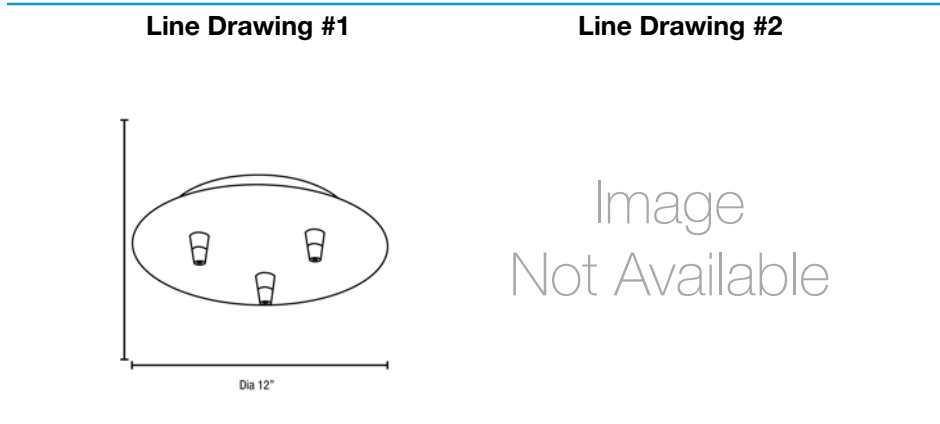 Line Drawing #1
Line Drawing #2
Image
Not Available
Dia 12"